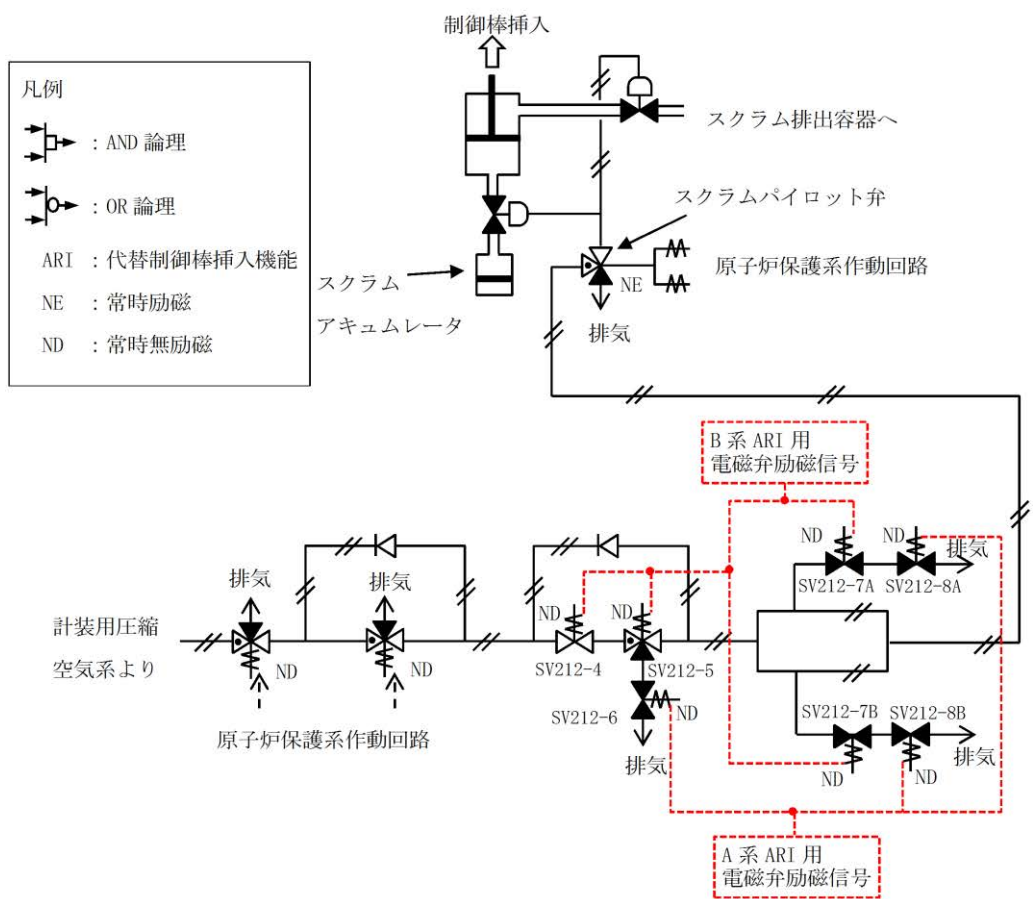 制御棒挿入
凡例
：AND 論理
：OR 論理
ARI ：代替制御棒挿入機能
NE ：常時励磁
ND ：常時無励磁
スクラム排出容器へ
スクラムパイロット弁
原子炉保護系作動回路
NE
排気
スクラム
アキュムレータ
B 系 ARI 用
電磁弁励磁信号
ND
ND
排気
SV212-7A
SV212-8A
排気
排気
計装用圧縮
空気系より
ND
ND
ND
ND
SV212-4
SV212-5
SV212-6
ND
排気
原子炉保護系作動回路
SV212-7B
SV212-8B
排気
ND
ND
A 系 ARI 用
電磁弁励磁信号